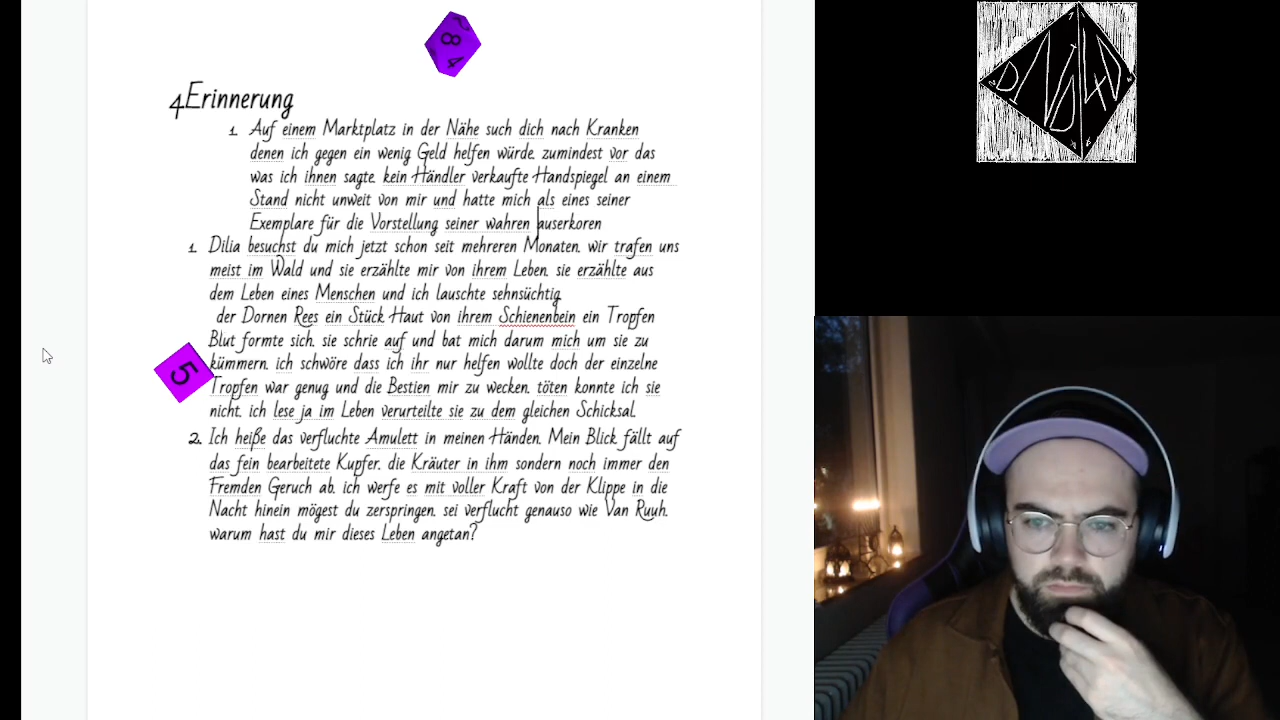 7
8
4
4Erinnerung
1. Auf einem Marktplatz in der Nähe such dich nach Kranken
denen ich gegen ein wenig Geld helfen würde. zumindest vor das
was ich ihnen sagte. kein Händler verkaufte Handspiegel an einem
Stand nicht unweit von mir und hatte mich als eines seiner
Exemplare für die Vorstellung seiner wahren auserkoren
1. Dilia besuchst du mich jetzt schon seit mehreren Monaten. wir trafen uns
meist im Wald und sie erzählte mir von ihrem Leben. sie erzählte aus
dem Leben eines Menschen und ich lauschte sehnsüchtig
der Dornen Rees ein Stück Haut von ihrem Schienenbein ein Tropfen
Blut formte sich. sie schrie auf und bat mich darum mich um sie zu
kümmern. ich schwöre dass ich ihr nur helfen wollte doch der einzelne
Tropfen war genug und die Bestien mir zu wecken. töten konnte ich sie
nicht. ich lese ja im Leben verurteilte sie zu dem gleichen Schicksal.
5
2. Ich heiße das verfluchte Amulett in meinen Händen. Mein Blick fällt auf
das fein bearbeitete Kupfer. die Kräuter in ihm sondern noch immer den
Fremden Geruch ab. ich werfe es mit voller Kraft von der Klippe in die
Nacht hinein mögest du zerspringen. sei verflucht genauso wie Van Ruuh.
warum hast du mir dieses Leben angetan?